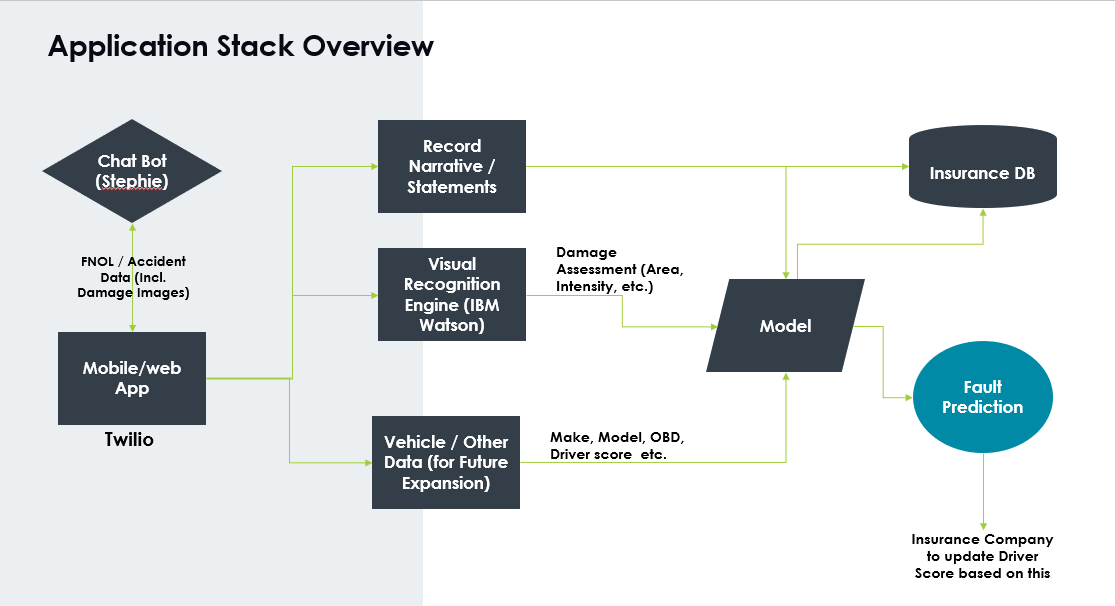 Application Stack Overview
Chat Bot
(Stephie)
FNOL / Accident
Data (Incl.
Damage Images)
Mobile/web
App
Twilio
Record
Narrative /
Statements
Visual
Recognition
Engine (IBM
Watson)
Vehicle / Other
Data (for Future
Expansion)
Damage
Assessment (Area,
Intensity, etc.)
Make, Model, OBD,
Driver score  etc.
Model
Insurance DB
Fault
Prediction
Insurance Company
to update Driver
Score based on this